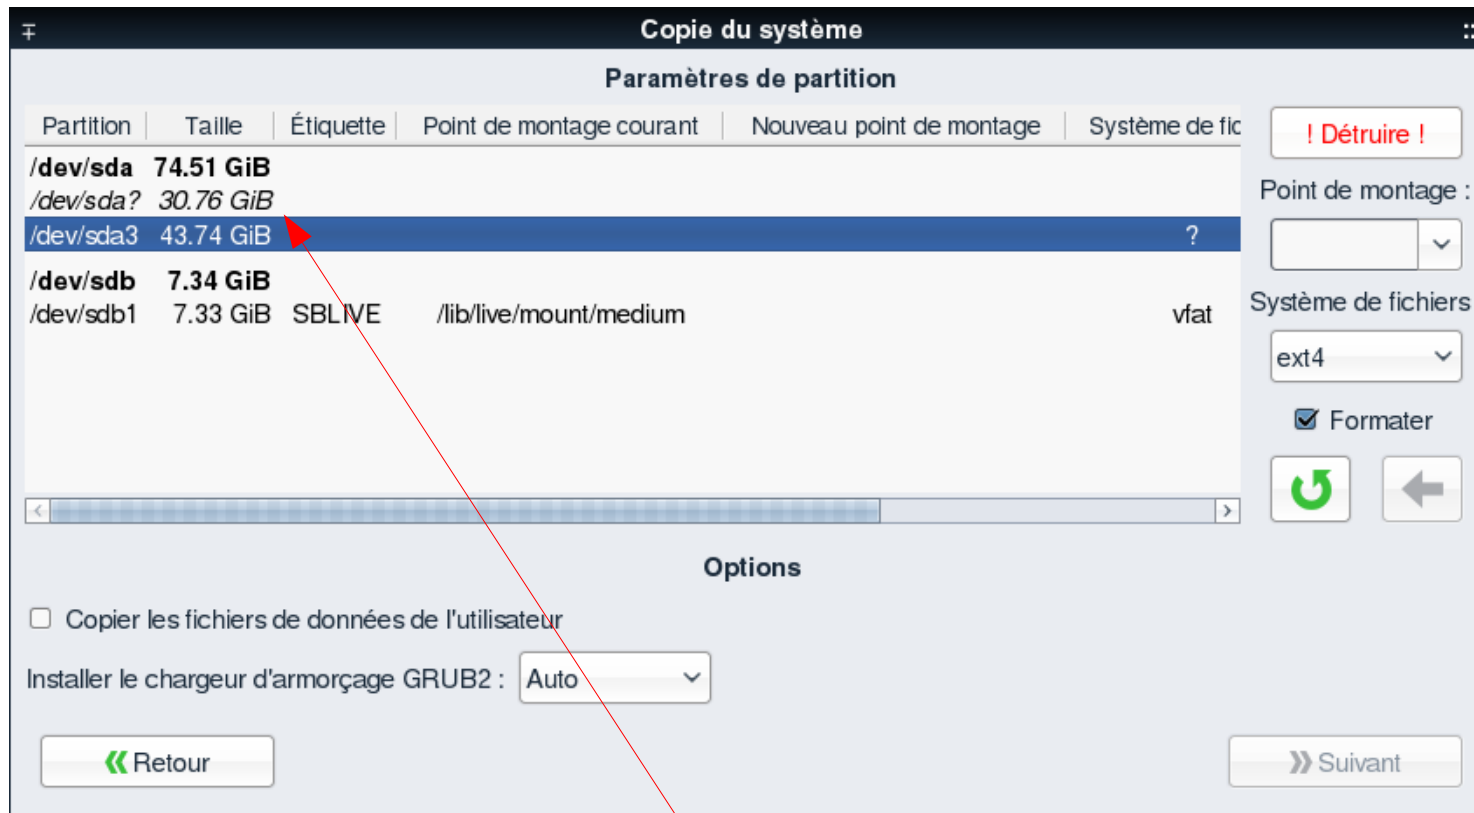 Copie du système
Paramètres de partition
Partition Taille Étiquette Point de montage courant Nouveau point de montage Système de fic
/dev/sda 74.51 GiB
/dev/sda? 30.76 GiB
/dev/sda3 43.74 GiB ?
/dev/sdb 7.34 GiB
/dev/sdb1 7.33 GiB SBLIVE /lib/live/mount/medium vfat
! Détruire !
Point de montage :
Système de fichiers
ext4
Formater
Options
Copier les fichiers de données de l'utilisateur
Installer le chargeur d'armorçage GRUB2 : Auto
Retour
Suivant